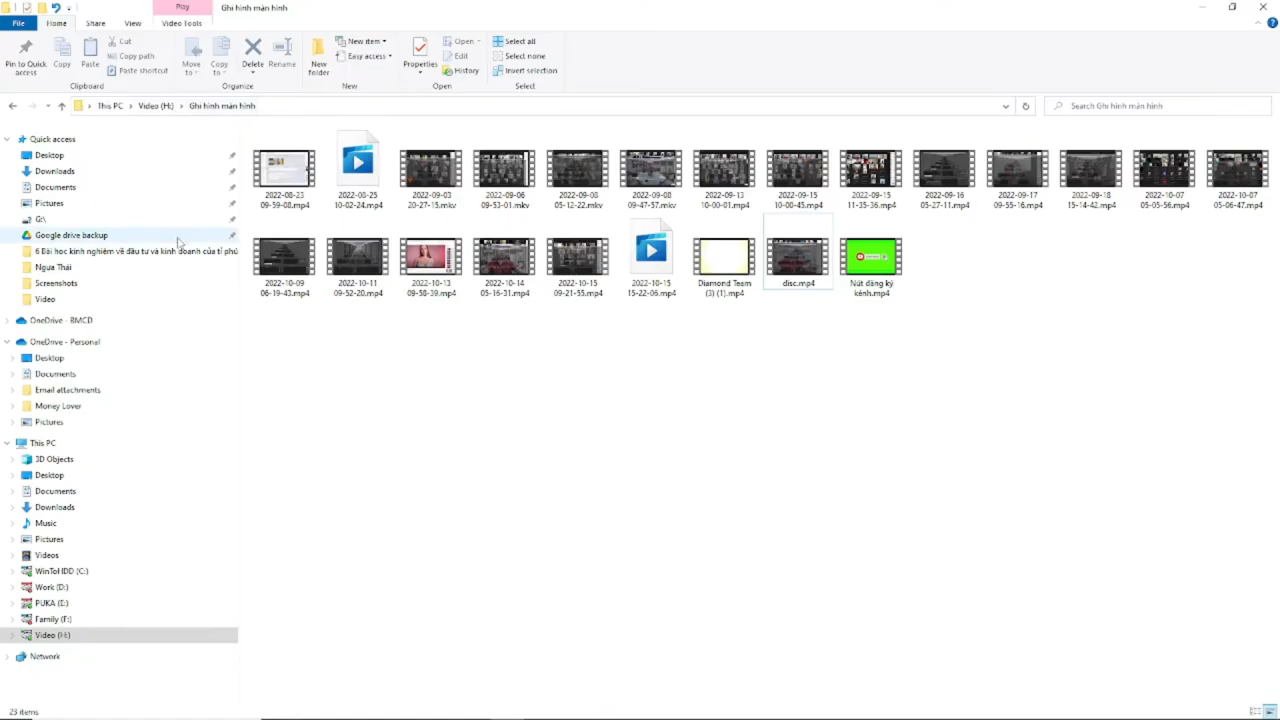 Play
Ghi hình màn hình
File
Home
Share
View
Video Tools
Pin to Quick access
Copy
Paste
Cut
Copy path
Paste shortcut
Clipboard
Move to
Copy to
Delete
Rename
Organize
New folder
New item
Easy access
New
Properties
Open
Edit
History
Open
Select all
Select none
Invert selection
Select
This PC
Video (H:)
Ghi hình màn hình
Search Ghi hình màn hình
Quick access
Desktop
Downloads
Documents
Pictures
G:\
Google drive backup
6 Bài học kinh nghiệm về đầu tư và kinh doanh của tỉ phú
Ngựa Thái
Screenshots
Video
OneDrive - BMCD
OneDrive - Personal
Desktop
Documents
Email attachments
Money Lover
Pictures
This PC
3D Objects
Desktop
Documents
Downloads
Music
Pictures
Videos
WinToHDD (C:)
Work (D:)
PUKA (E:)
Family (F:)
Video (H:)
Network
2022-08-23
09-59-08.mp4
2022-08-25
10-02-24.mp4
2022-09-03
20-27-15.mkv
2022-09-06
09-53-01.mkv
2022-09-08
05-12-22.mkv
2022-09-08
09-47-57.mkv
2022-09-13
10-00-01.mp4
2022-09-15
10-00-45.mp4
2022-09-15
11-35-36.mp4
2022-09-16
05-27-11.mp4
2022-09-17
09-55-16.mp4
2022-09-18
15-14-42.mp4
2022-10-07
05-05-56.mp4
2022-10-07
05-06-47.mp4
2022-10-09
06-19-43.mp4
2022-10-11
09-52-20.mp4
2022-10-13
09-58-39.mp4
2022-10-14
05-16-31.mp4
2022-10-15
09-21-55.mp4
2022-10-15
15-22-06.mp4
Diamond Team
(3) (1).mp4
disc.mp4
Nút đăng ký
kênh.mp4
23 items